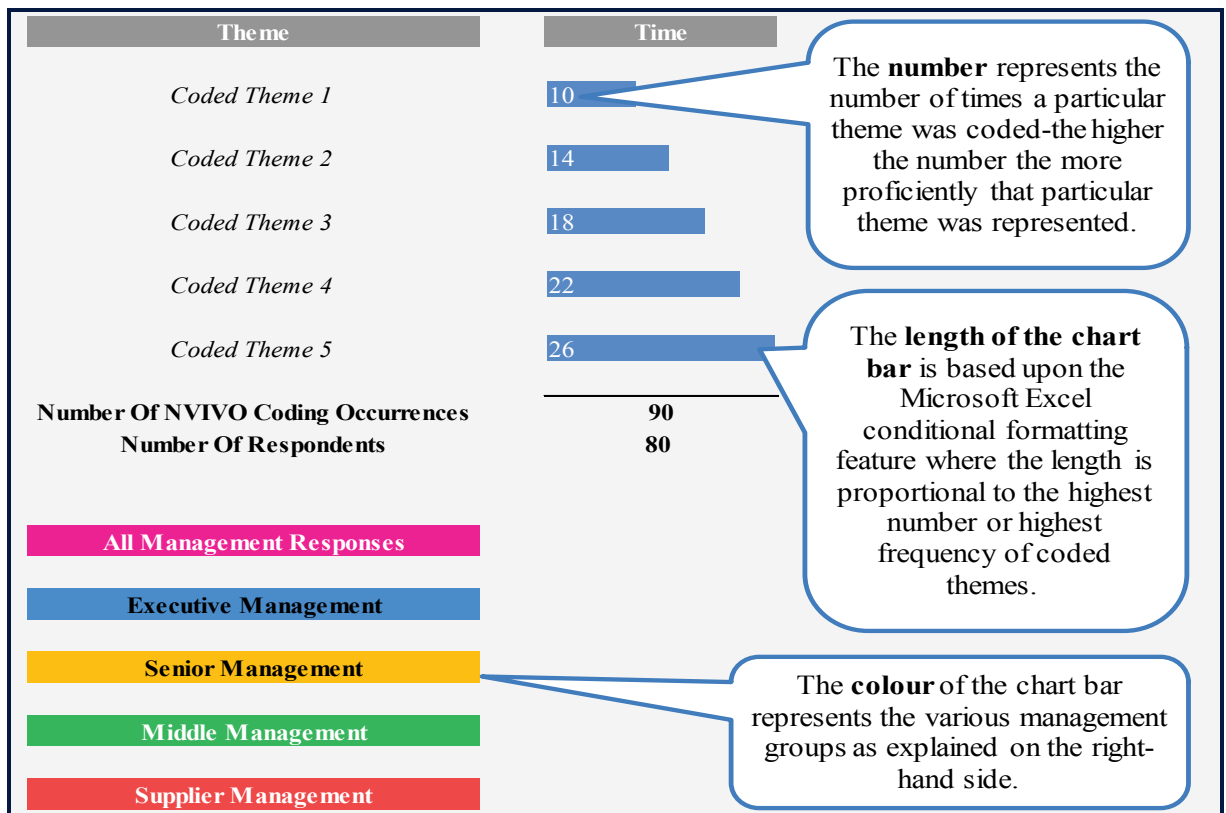 Theme
Time
Coded Theme 1
10
Coded Theme 2
14
Coded Theme 3
18
Coded Theme 4
22
Coded Theme 5
26
Number Of NVIVO Coding Occurrences
90
Number Of Respondents
80
The number represents the
number of times a particular
theme was coded-the higher
the number the more
proficiently that particular
theme was represented.
The length of the chart
bar is based upon the
Microsoft Excel
conditional formatting
feature where the length is
proportional to the highest
number or highest
frequency of coded
themes.
All Management Responses
Executive Management
Senior Management
Middle Management
Supplier Management
The colour of the chart bar
represents the various management
groups as explained on the right-
hand side.